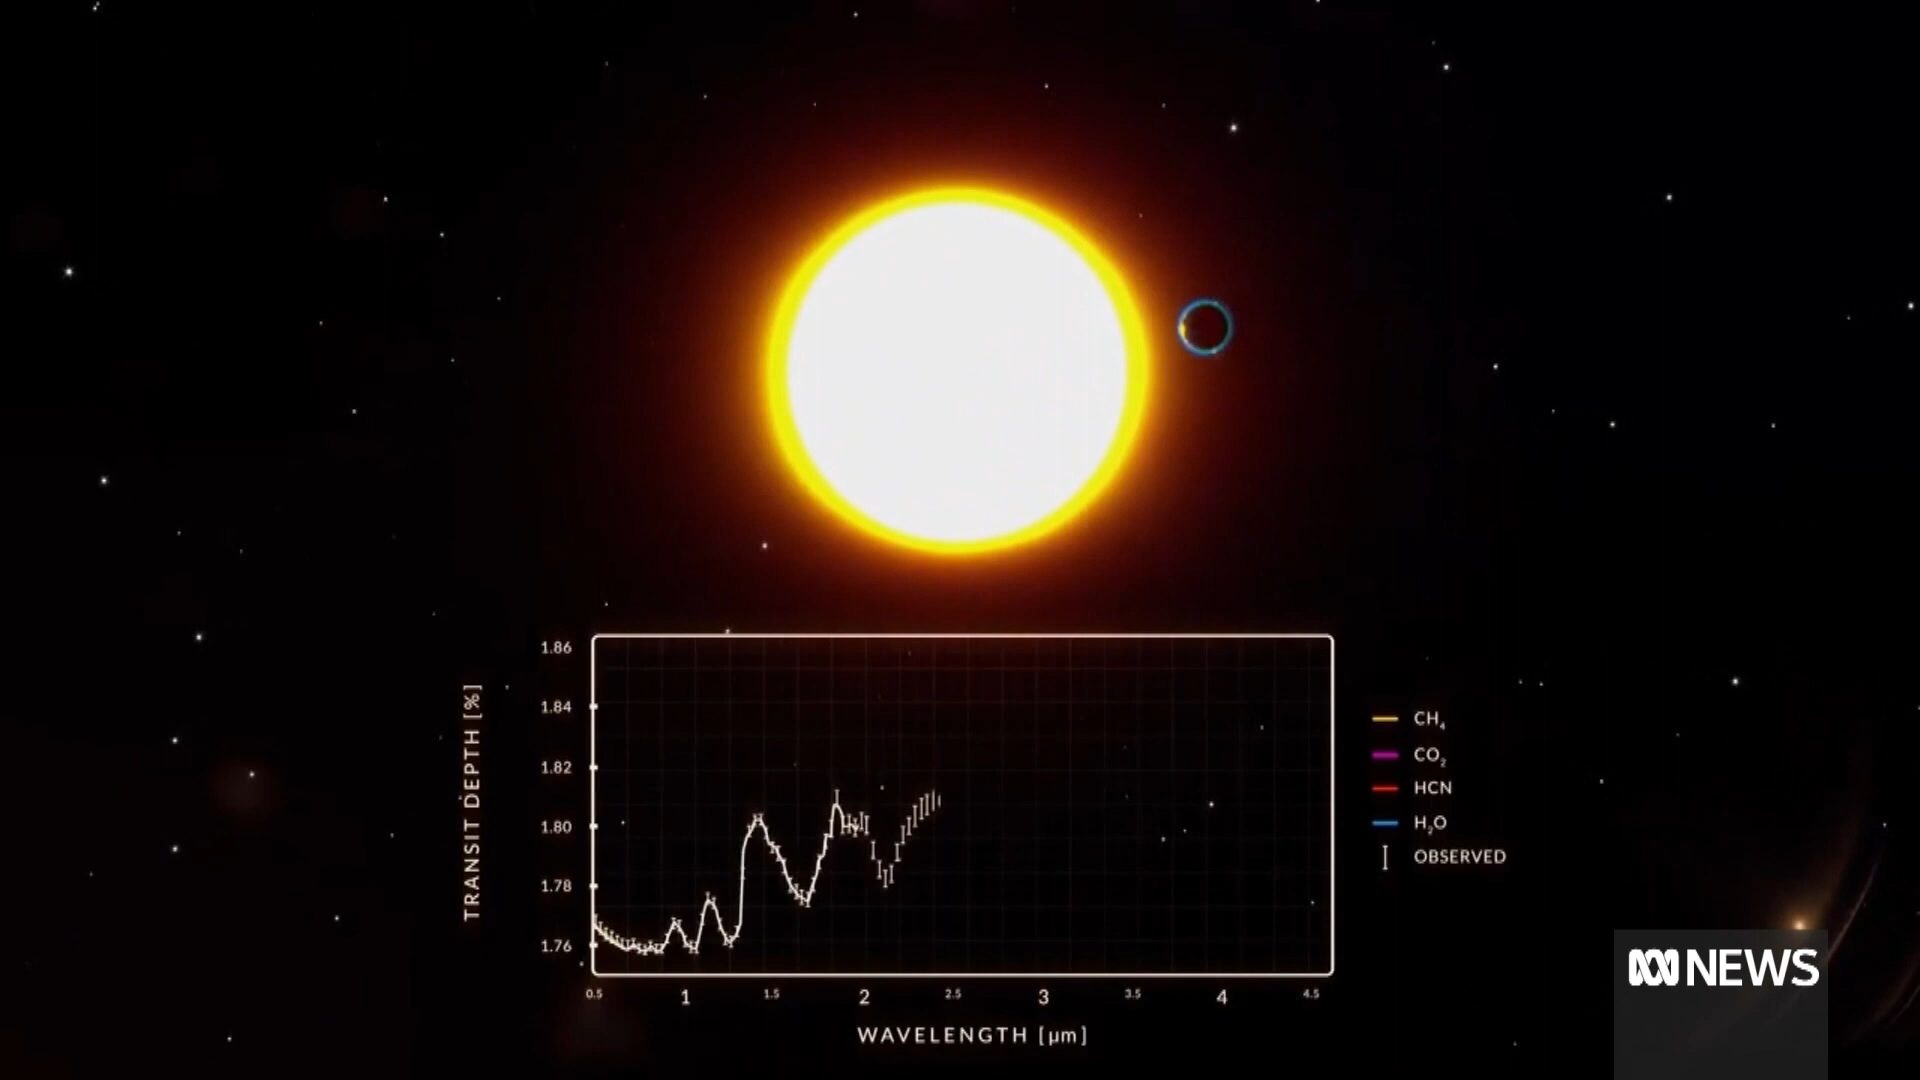 1.86
1.84
1.82
1.80
1.78
1.76
TRANSIT DEPTH [%]
0.5 1 1.5 2 2.5 3 3.5 4 4.5
WAVELENGTH [μm]
CH₄
CO₂
HCN
H₂O
OBSERVED
NEWS